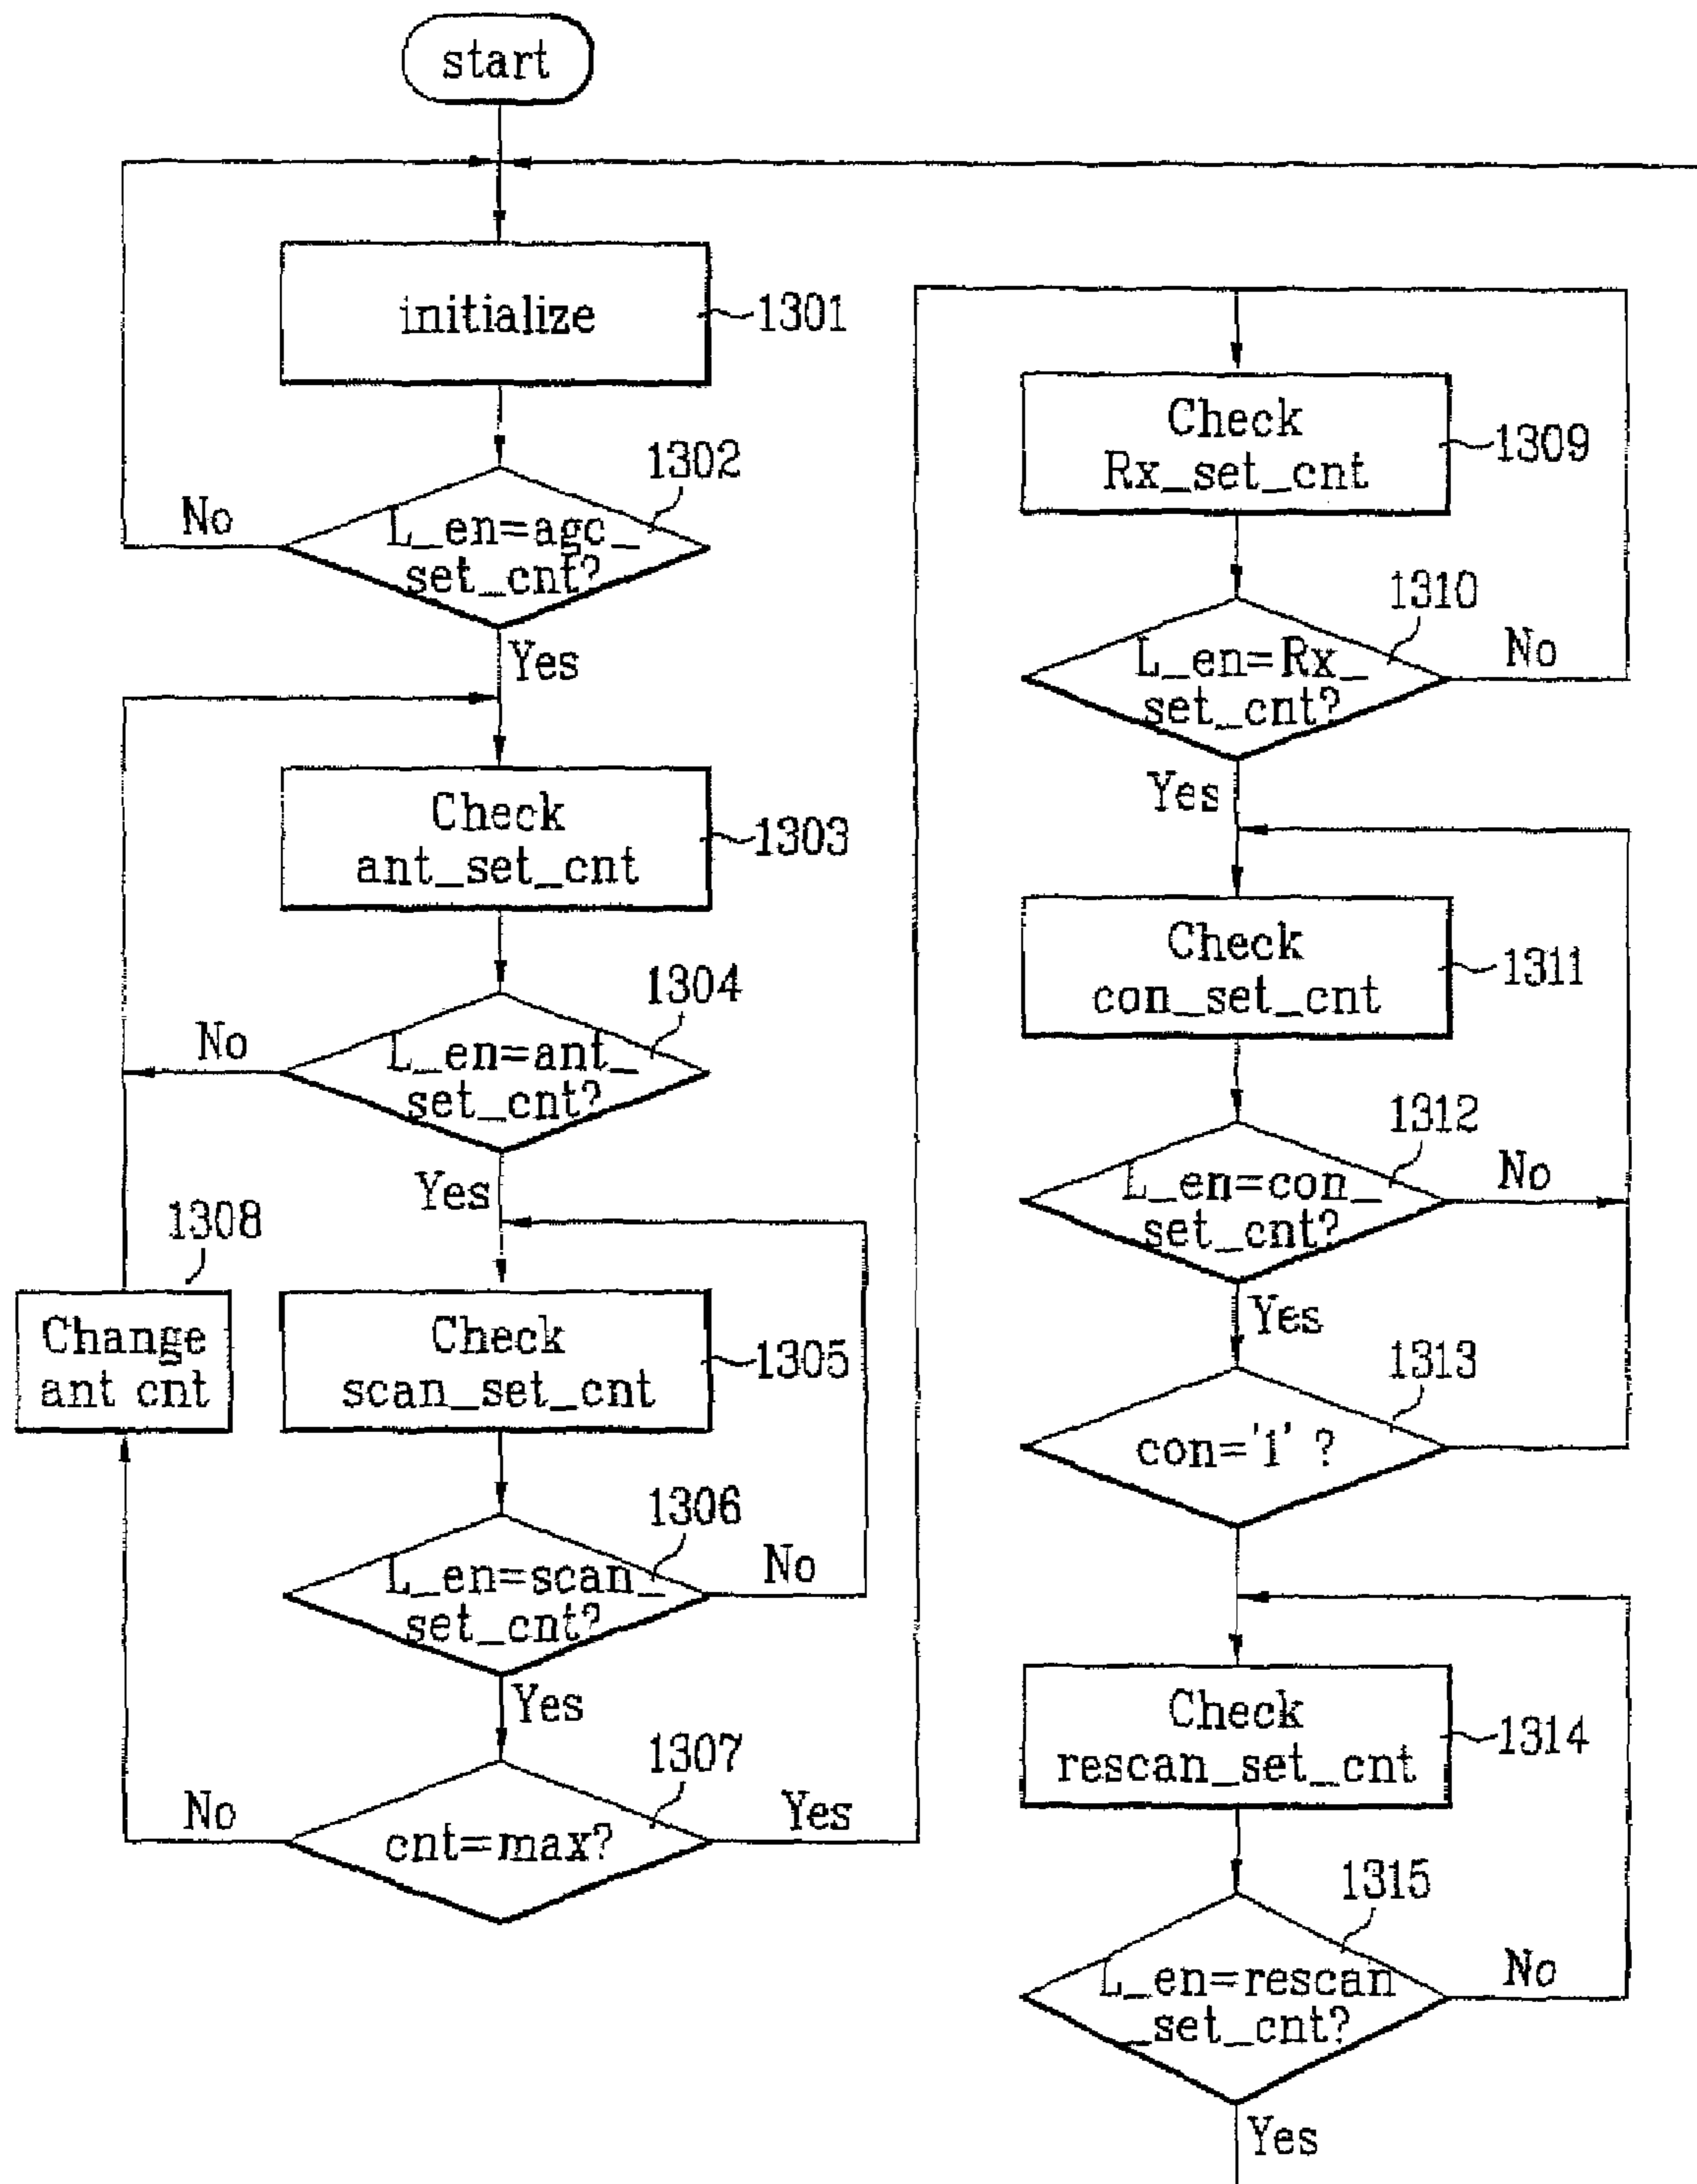 start
initialize
1301
1302
No
L_en=agc_
set_cnt?
Yes
Check
ant_set_cnt
1303
1304
No
L_en=ant_
set_cnt?
Yes
1308
Change
ant cnt
Check
scan_set_cnt
1305
1306
L_en=scan_
set_cnt?
No
Yes
1307
No
cnt=max?
Yes
Check
Rx_set_cnt
1309
1310
L_en=Rx_
set_cnt?
No
Yes
Check
con_set_cnt
1311
1312
L_en=con_
set_cnt?
No
Yes
1313
con='1' ?
Check
rescan_set_cnt
1314
1315
L_en=rescan
_set_cnt?
No
Yes